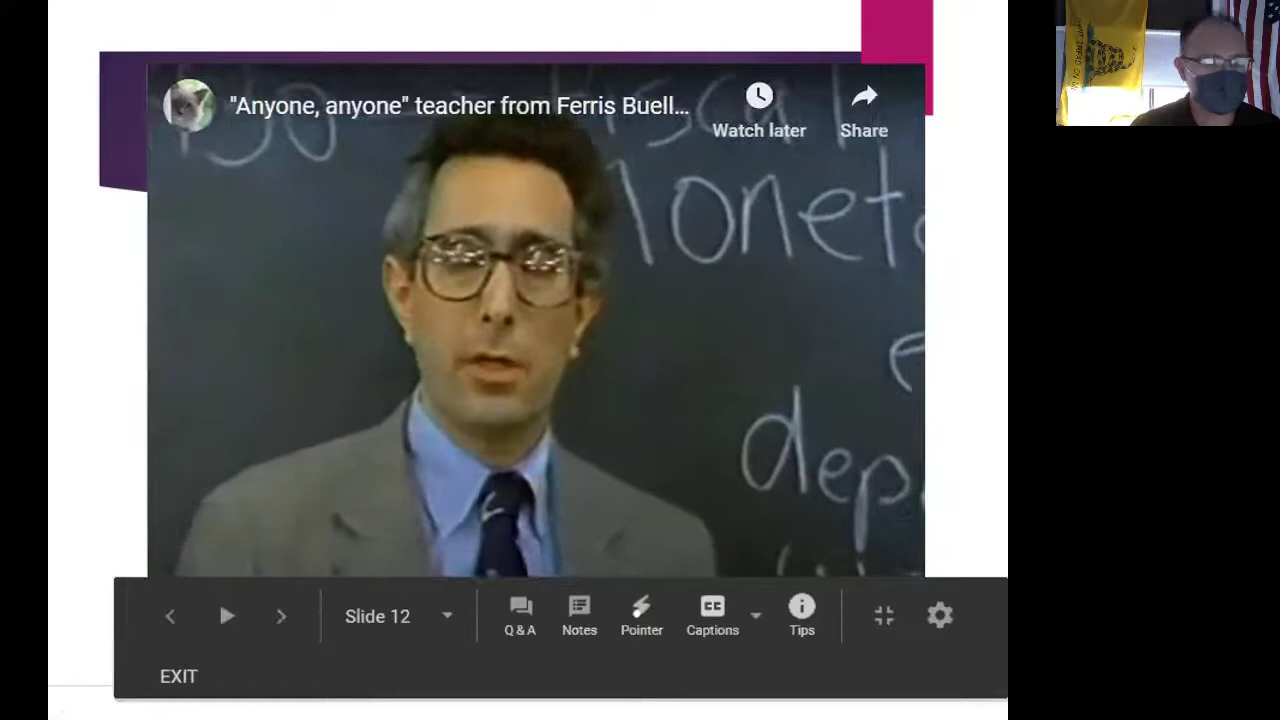 "Anyone, anyone" teacher from Ferris Buell...
Watch later
Share
Slide 12
Q & A
Notes
Pointer
Captions
Tips
EXIT